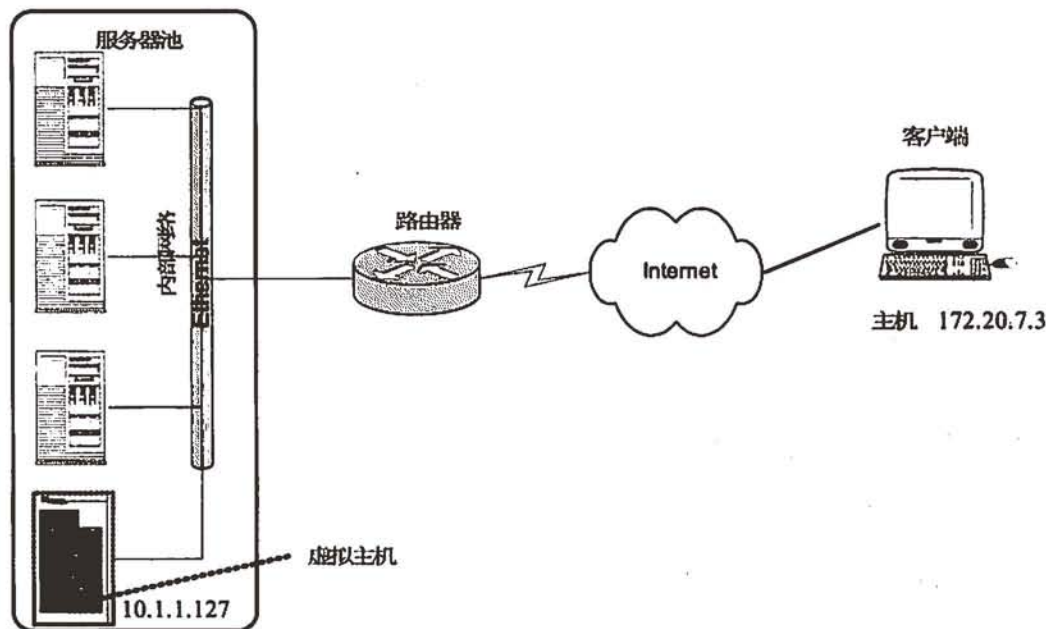 服务器池
内部网络
Ethernet
路由器
Internet
客户端
主机 172.20.7.3
虚拟主机
10.1.1.127